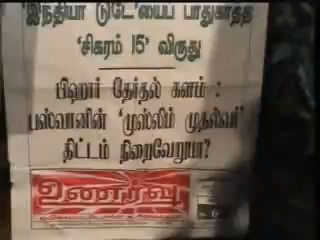 'இந்தியா டுடே'யைப் பாதுகாத்த
'சிகரம் 15' விருது
பிஹார் தேர்தல் களம் :
பஸ்வானின் 'முஸ்லிம் முதல்வர்'
திட்டம் நிறைவேறுமா?
உணர்வு